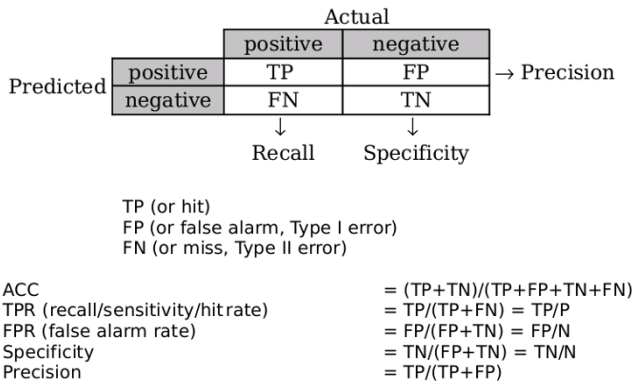 Actual
positive negative
Predicted positive TP FP → Precision
negative FN TN
↓ ↓
Recall Specificity
TP (or hit)
FP (or false alarm, Type I error)
FN (or miss, Type II error)
ACC = (TP+TN)/(TP+FP+TN+FN)
TPR (recall/sensitivity/hit rate) = TP/(TP+FN) = TP/P
FPR (false alarm rate) = FP/(FP+TN) = FP/N
Specificity = TN/(FP+TN) = TN/N
Precision = TP/(TP+FP)